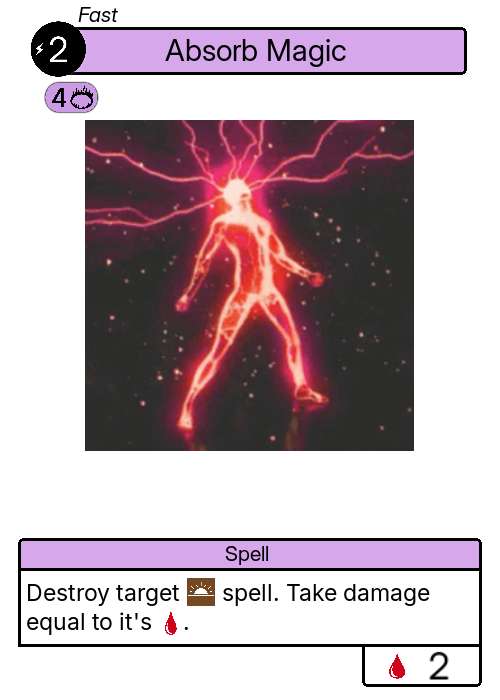 Fast
2
Absorb Magic
4
Spell
Destroy target spell. Take damage
equal to it's .
2